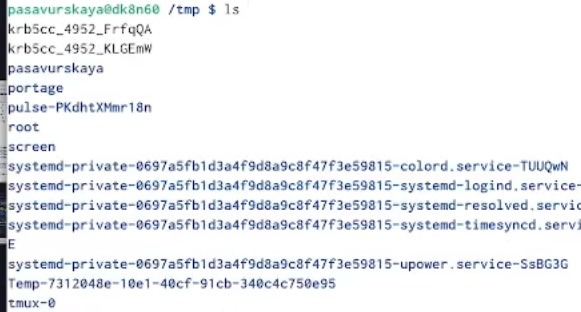 pasavurskaya@dk8n60 /tmp $ ls
krb5cc_4952_FrfqQA
krb5cc_4952_KLGEmW
pasavurskaya
portage
pulse-PKdhtXMmr18n
root
screen
systemd-private-0697a5fb1d3a4f9d8a9c8f47f3e59815-colord.service-TUUQwN
systemd-private-0697a5fb1d3a4f9d8a9c8f47f3e59815-systemd-logind.service-
systemd-private-0697a5fb1d3a4f9d8a9c8f47f3e59815-systemd-resolved.servic
systemd-private-0697a5fb1d3a4f9d8a9c8f47f3e59815-systemd-timesyncd.servi
E
systemd-private-0697a5fb1d3a4f9d8a9c8f47f3e59815-upower.service-SsBG3G
Temp-7312048e-10e1-40cf-91cb-340c4c750e95
tmux-0